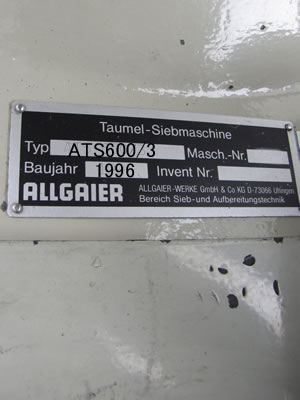 Taumel-Siebmaschine
Typ ATS600/3 Masch.-Nr.
Baujahr 1996 Invent Nr.
ALLGAIER ALLGAIER-WERKE GmbH & Co KG D-73066 Uhingen
Bereich Sieb- und Aufbereitungstechnik